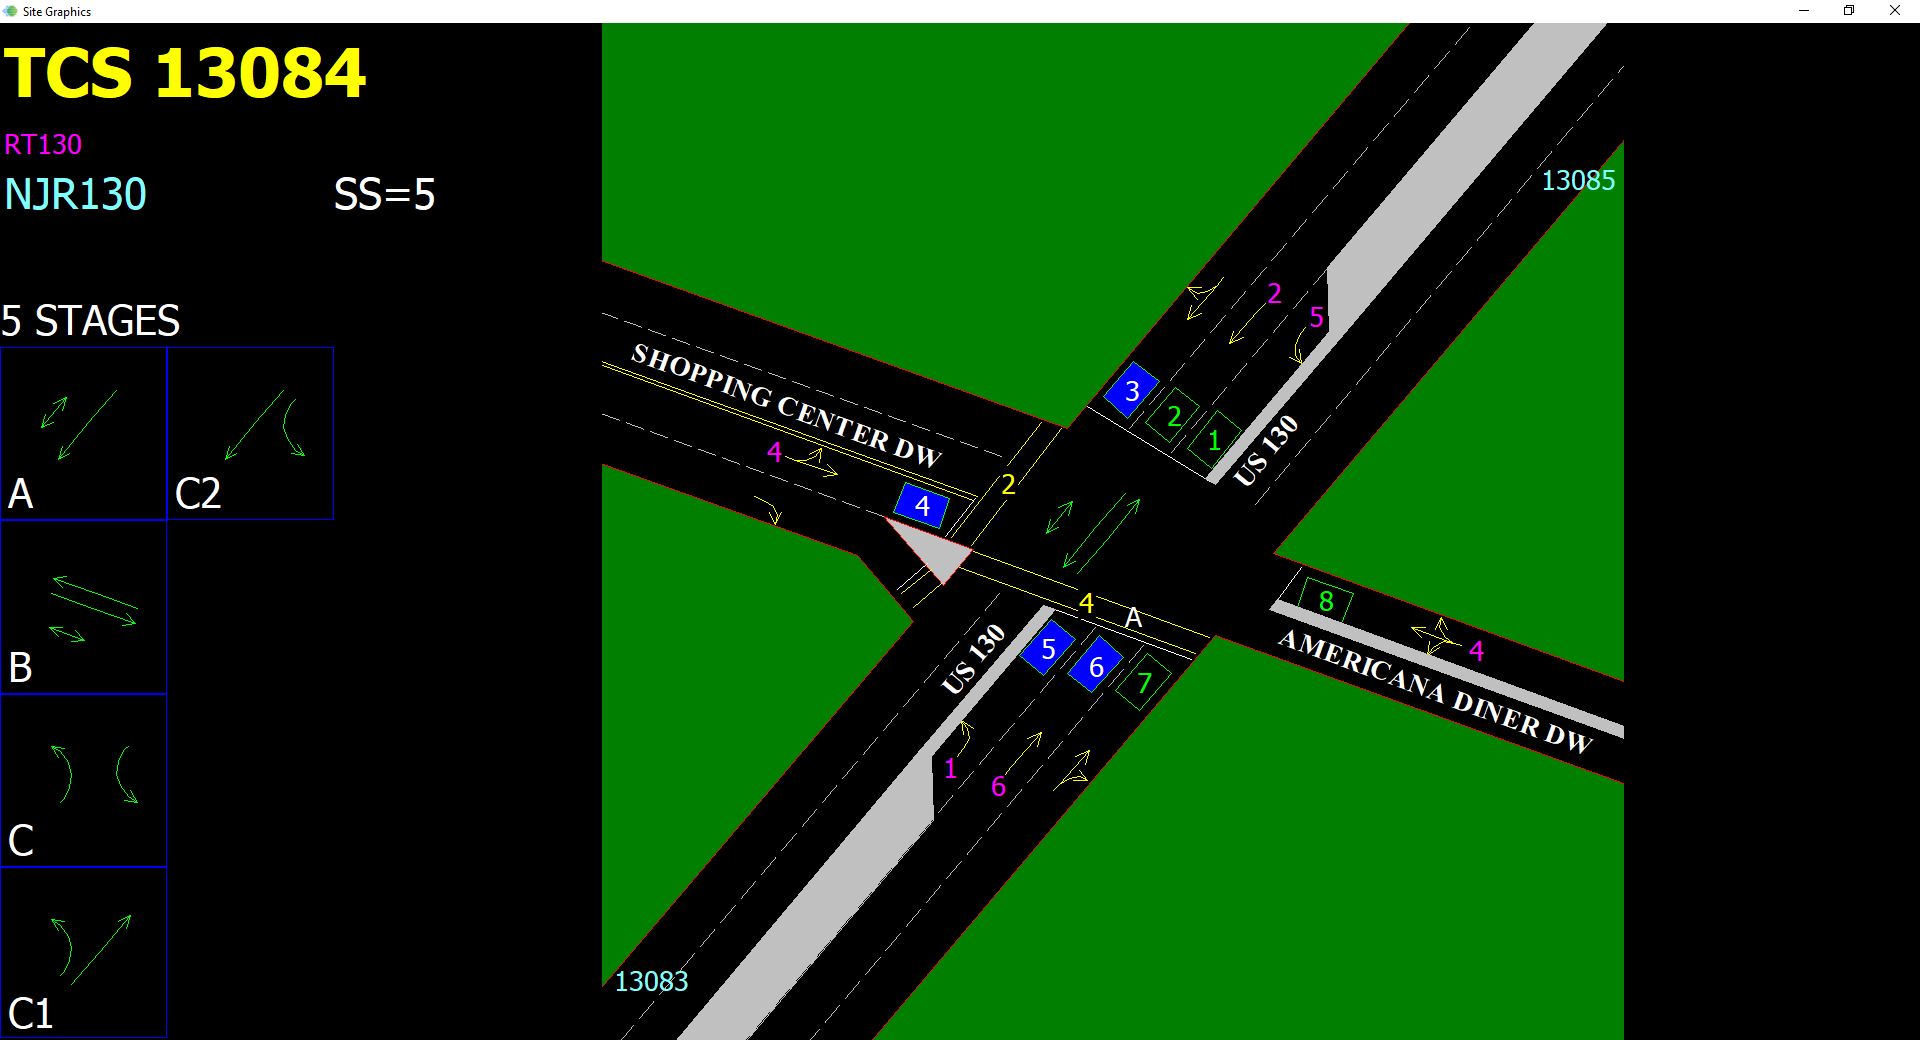 Site Graphics
TCS 13084
RT130
NJR130
SS=5
5 STAGES
A
C2
B
C
C1
13085
2
5
SHOPPING CENTER DW
3
2
1
US 130
4
4
2
8
4
A
4
AMERICANA DINER DW
US 130
5
6
7
1
6
13083